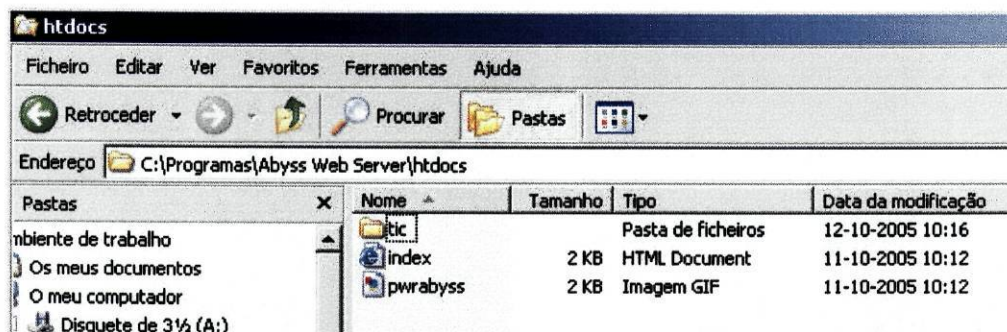 htdocs
Ficheiro Editar Ver Favoritos Ferramentas Ajuda
Retroceder Procurar Pastas
Endereço C:\Programas\Abyss Web Server\htdocs
Pastas X Nome Tamanho Tipo Data da modificação
mbiente de trabalho tic Pasta de ficheiros 12-10-2005 10:16
Os meus documentos index 2 KB HTML Document 11-10-2005 10:12
O meu computador pwrabyss 2 KB Imagem GIF 11-10-2005 10:12
Disquete de 3½ (A:)